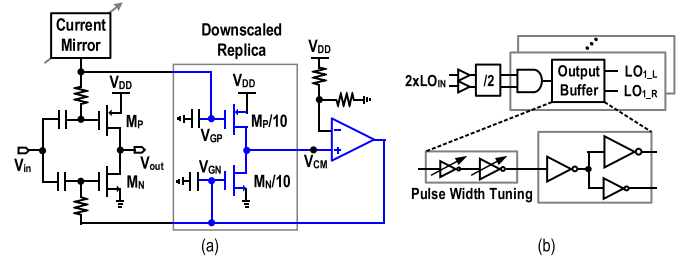 Current
Mirror
Downscaled
Replica
VDD
MP
Vin
Vout
MN
VDD
MP/10
VGP
VGN
MN/10
VDD
−
+
VCM
(a)
2xLOIN
/2
Output
Buffer
LO1_L
LO1_R
Pulse Width Tuning
(b)